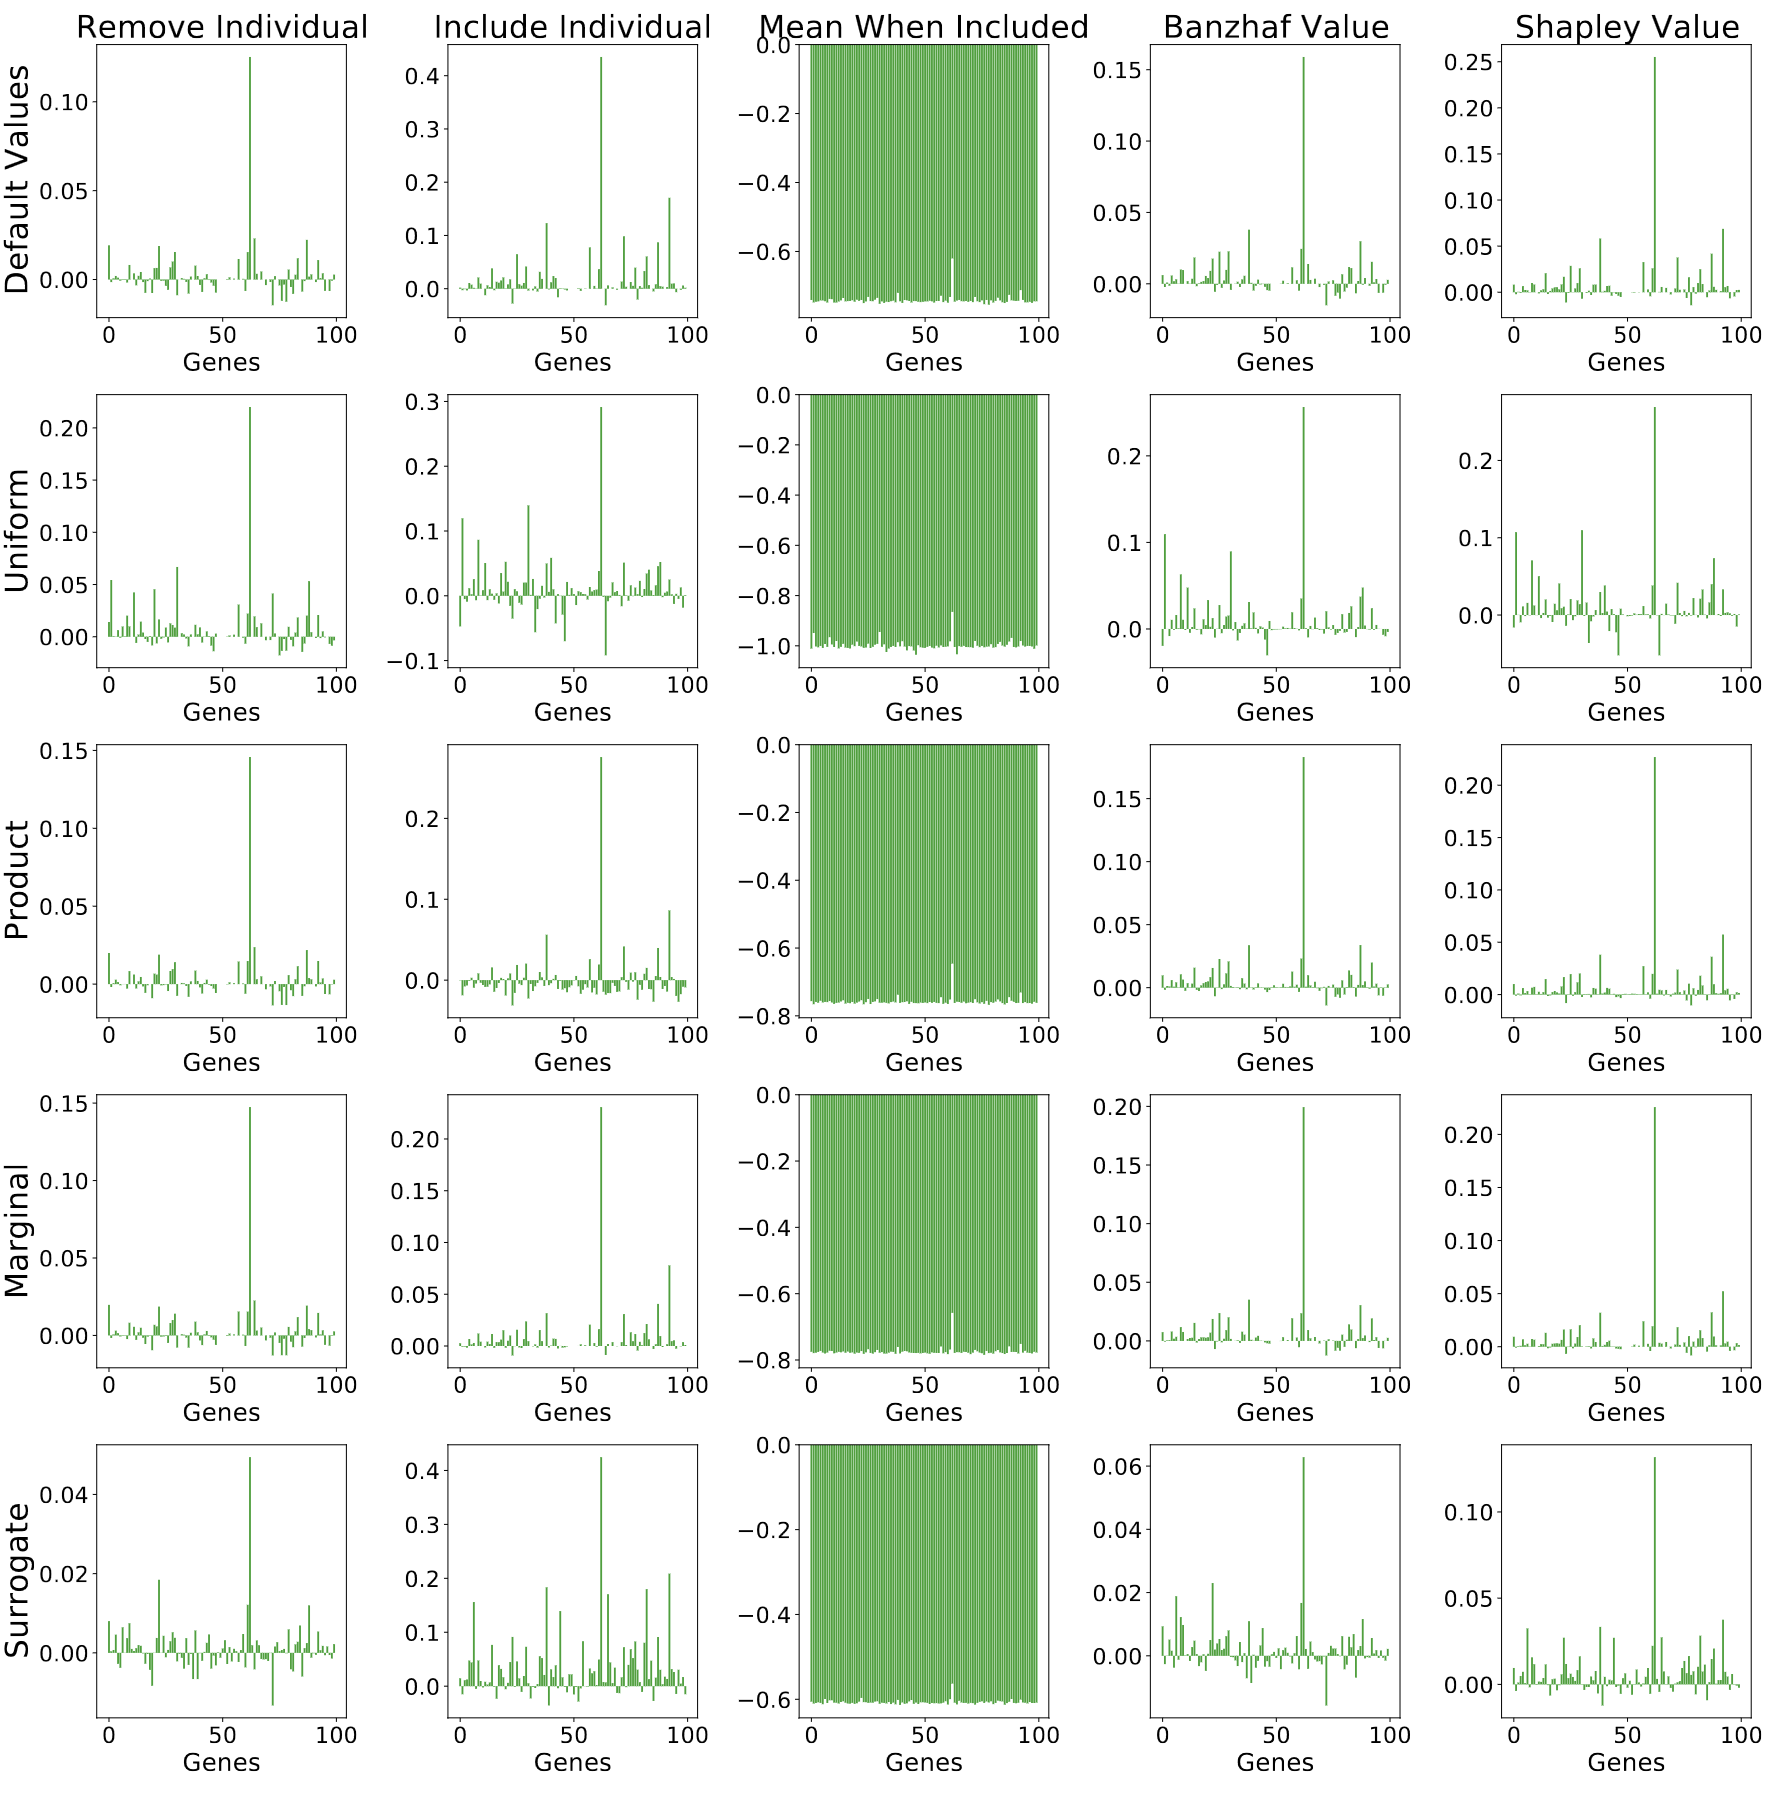 Remove Individual Include Individual Mean When Included Banzhaf Value Shapley Value
Default Values
0.10 0.05 0.00
0 50 100
Genes
0.4 0.3 0.2 0.1 0.0
0 50 100
Genes
0.0 −0.2 −0.4 −0.6
0 50 100
Genes
0.15 0.10 0.05 0.00
0 50 100
Genes
0.25 0.20 0.15 0.10 0.05 0.00
0 50 100
Genes
Uniform
0.20 0.15 0.10 0.05 0.00
0 50 100
Genes
0.3 0.2 0.1 0.0 −0.1
0 50 100
Genes
0.0 −0.2 −0.4 −0.6 −0.8 −1.0
0 50 100
Genes
0.2 0.1 0.0
0 50 100
Genes
0.2 0.1 0.0
0 50 100
Genes
Product
0.15 0.10 0.05 0.00
0 50 100
Genes
0.2 0.1 0.0
0 50 100
Genes
0.0 −0.2 −0.4 −0.6 −0.8
0 50 100
Genes
0.15 0.10 0.05 0.00
0 50 100
Genes
0.20 0.15 0.10 0.05 0.00
0 50 100
Genes
Marginal
0.15 0.10 0.05 0.00
0 50 100
Genes
0.20 0.15 0.10 0.05 0.00
0 50 100
Genes
0.0 −0.2 −0.4 −0.6 −0.8
0 50 100
Genes
0.20 0.15 0.10 0.05 0.00
0 50 100
Genes
0.20 0.15 0.10 0.05 0.00
0 50 100
Genes
Surrogate
0.04 0.02 0.00
0 50 100
Genes
0.4 0.3 0.2 0.1 0.0
0 50 100
Genes
0.0 −0.2 −0.4 −0.6
0 50 100
Genes
0.06 0.04 0.02 0.00
0 50 100
Genes
0.10 0.05 0.00
0 50 100
Genes